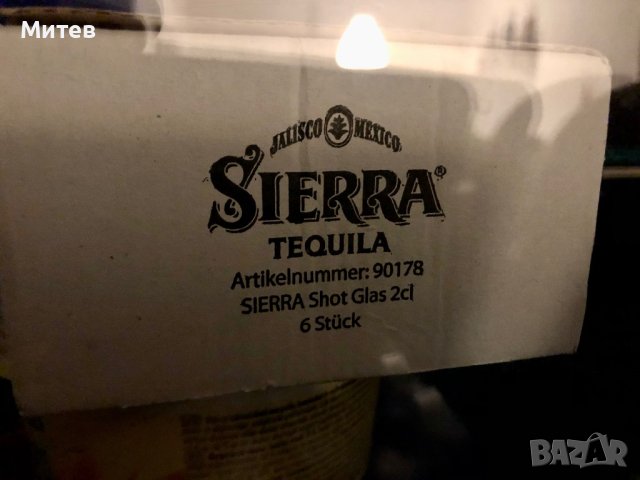 Митев
JALISCO MEXICO
SIERRA®
TEQUILA
Artikelnummer: 90178
SIERRA Shot Glas 2cl
6 Stück
BAZAR